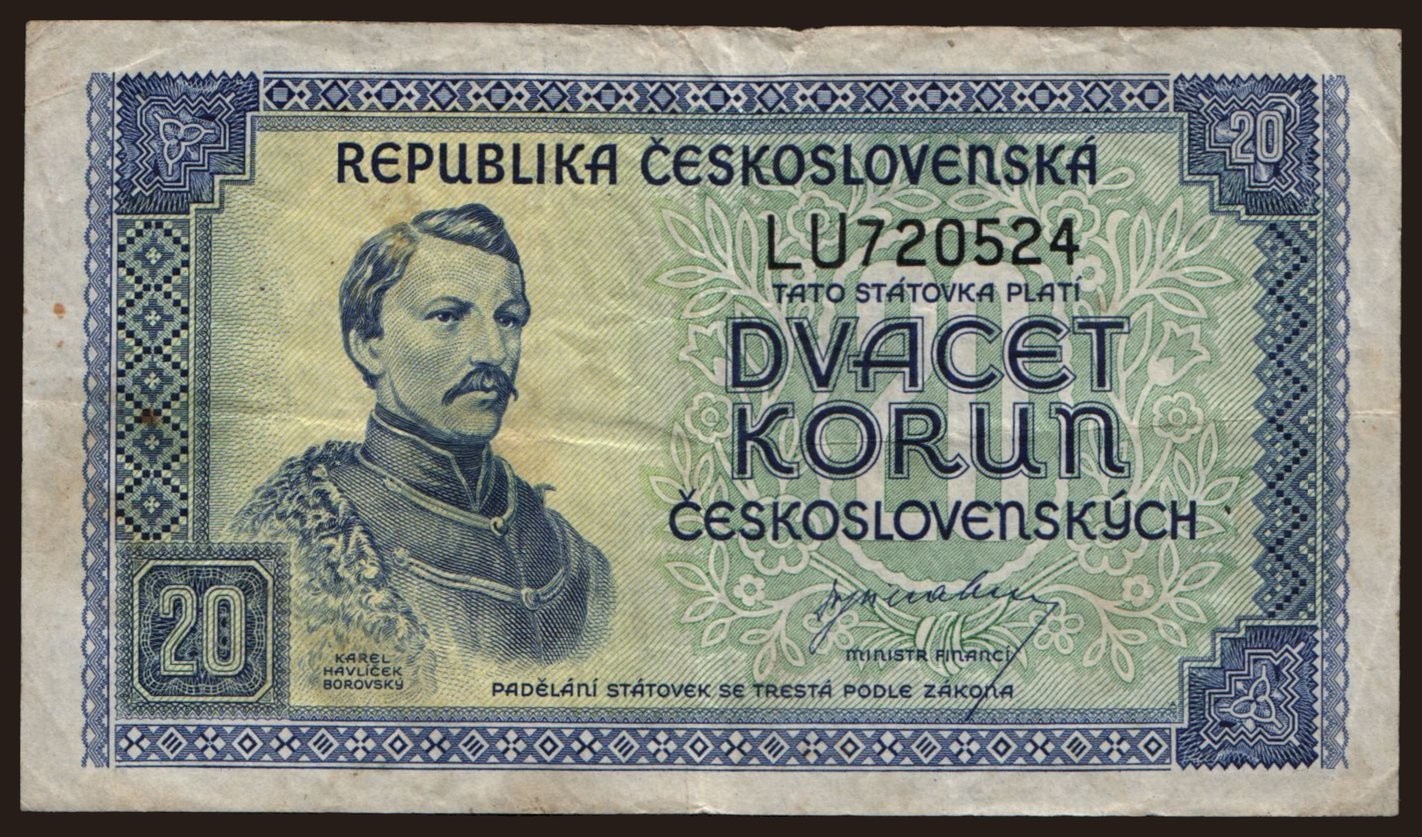 20
REPUBLIKA ČESKOSLOVENSKÁ
LU720524
TATO STÁTOVKA PLATÍ
DVACET
KORUN
ČESKOSLOVENSKÝCH
MINISTR FINANCÍ
20
KAREL
HAVLÍČEK
BOROVSKÝ
PADĚLÁNÍ STÁTOVEK SE TRESTÁ PODLE ZÁKONA